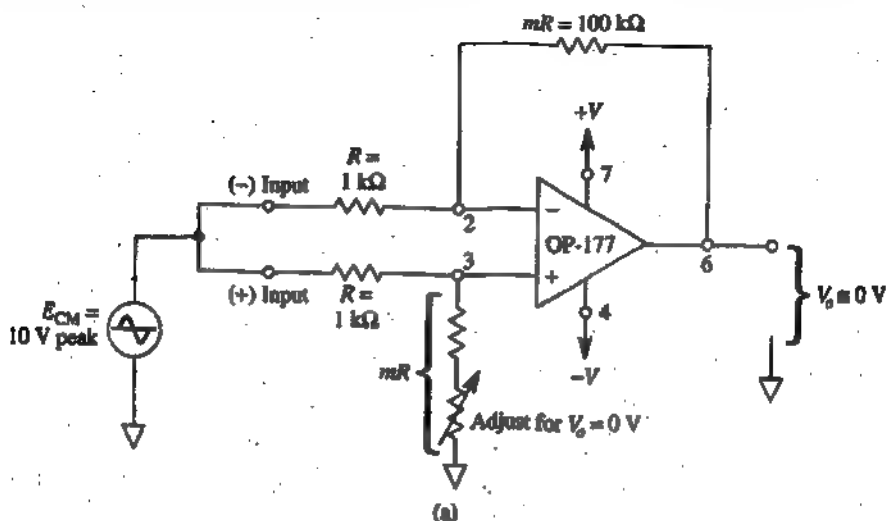 mR = 100 kΩ
+V
R =
1 kΩ
(−) Input
7
2
−
OP-177
6
3
+
(+) Input
R =
1 kΩ
4
−V
E_CM =
10 V peak
V_o ≅ 0 V
mR
Adjust for V_o = 0 V
(a)